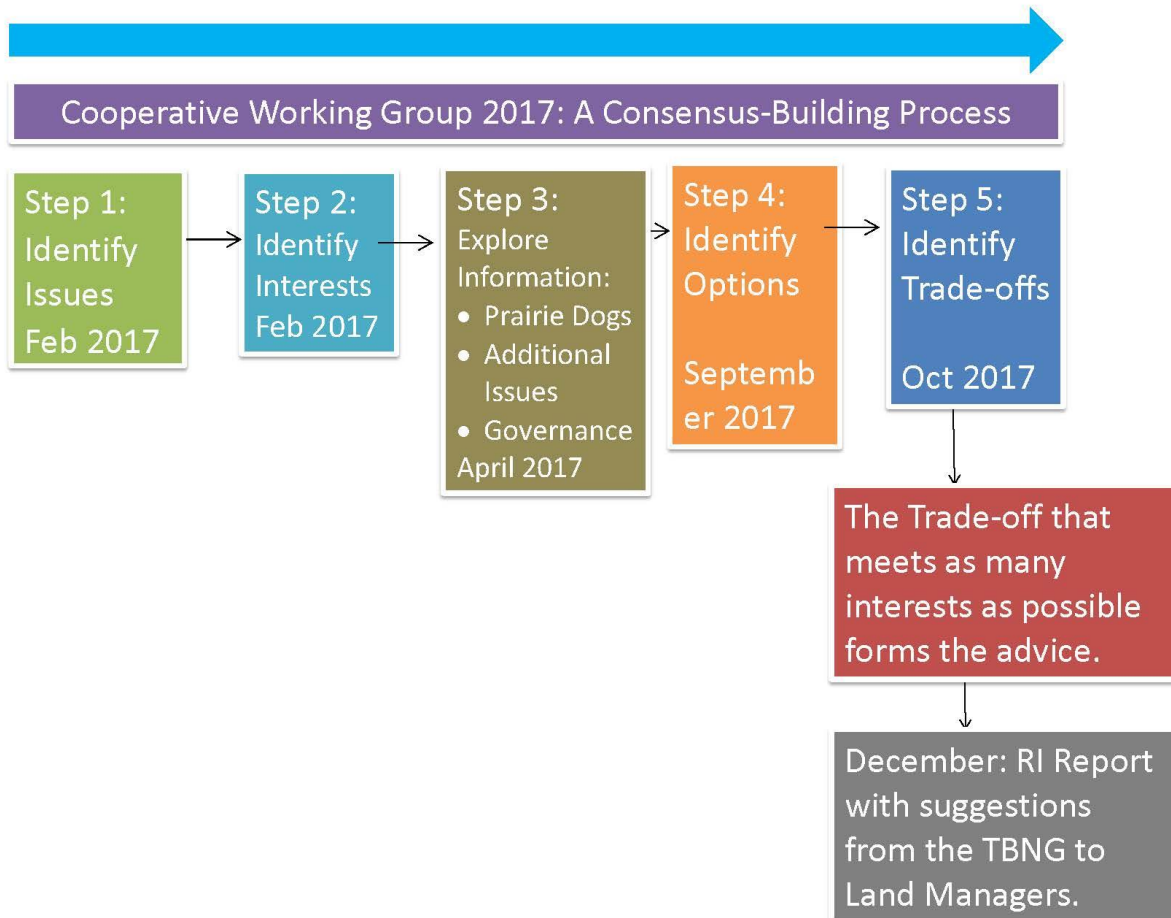 Cooperative Working Group 2017: A Consensus-Building Process
Step 1:
Identify
Issues
Feb 2017
Step 2:
Identify
Interests
Feb 2017
Step 3:
Explore
Information:
• Prairie Dogs
• Additional
Issues
• Governance
April 2017
Step 4:
Identify
Options
Septemb
er 2017
Step 5:
Identify
Trade-offs
Oct 2017
The Trade-off that
meets as many
interests as possible
forms the advice.
December: RI Report
with suggestions
from the TBNG to
Land Managers.